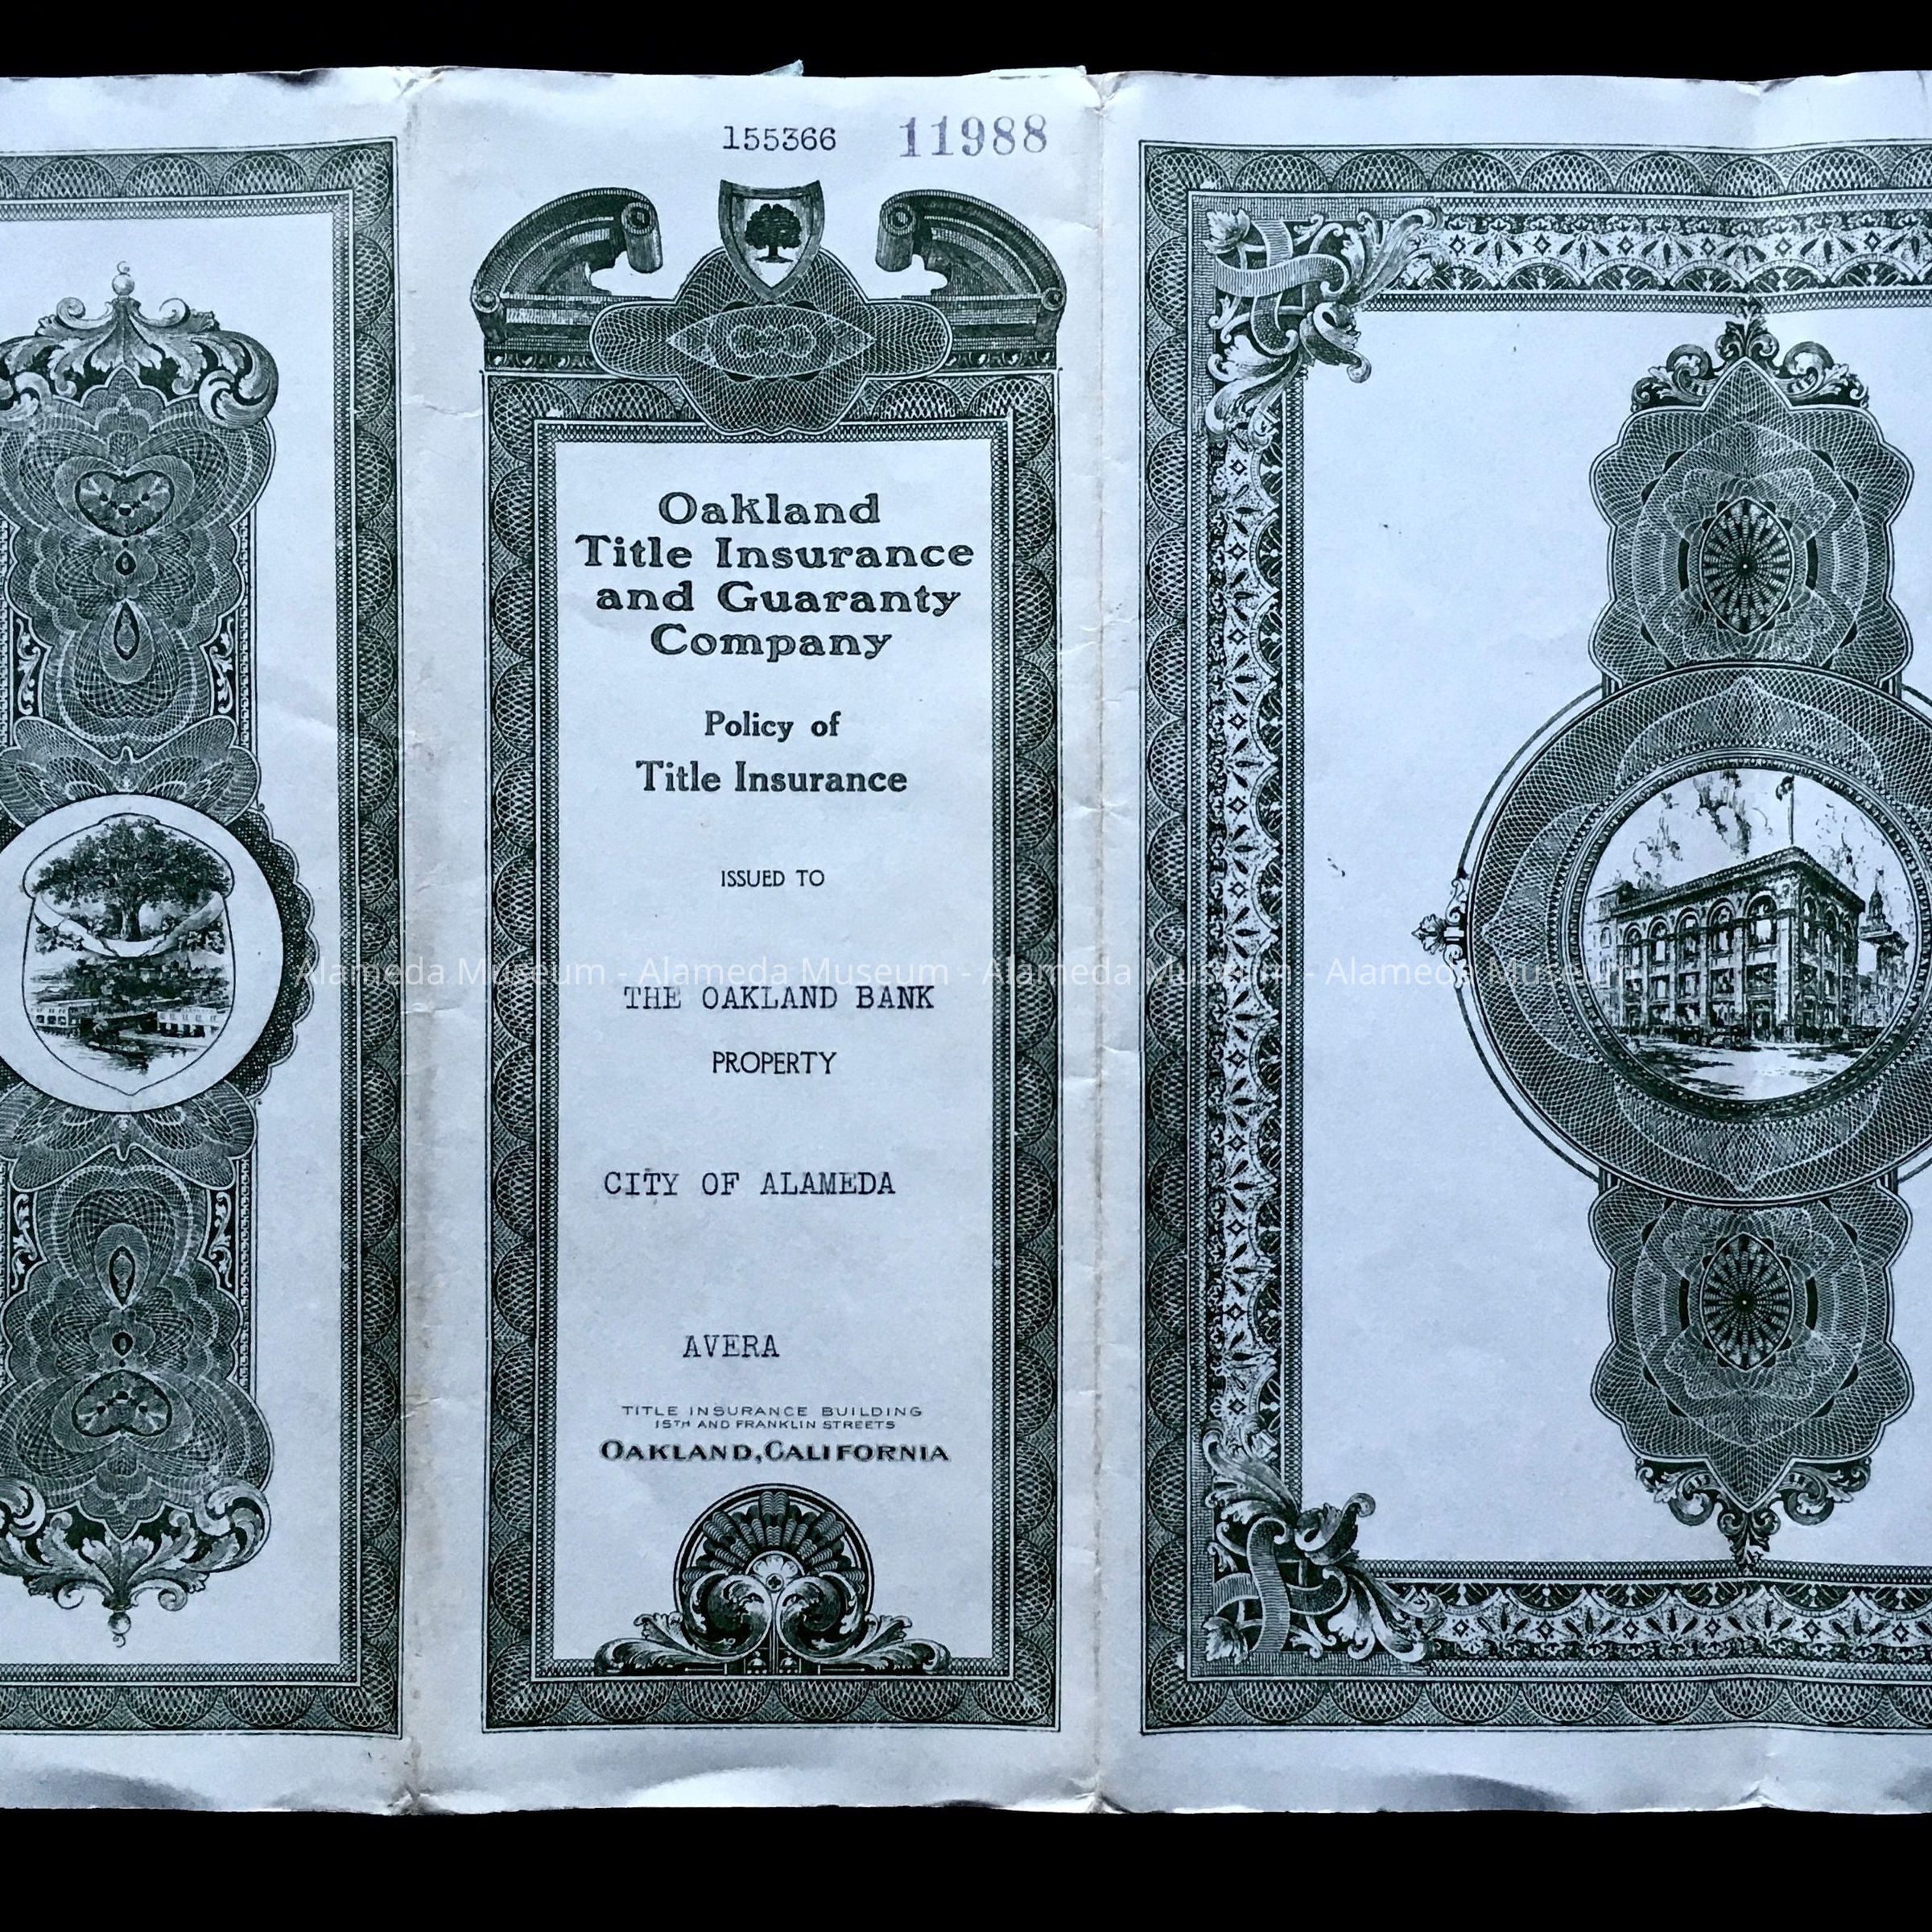 155366 11988
Oakland
Title Insurance
and Guaranty
Company
Policy of
Title Insurance
ISSUED TO
Alameda Museum - Alameda Museum - Alameda Museum - Alameda Museum
THE OAKLAND BANK
PROPERTY
CITY OF ALAMEDA
AVERA
TITLE INSURANCE BUILDING
15TH AND FRANKLIN STREETS
OAKLAND, CALIFORNIA